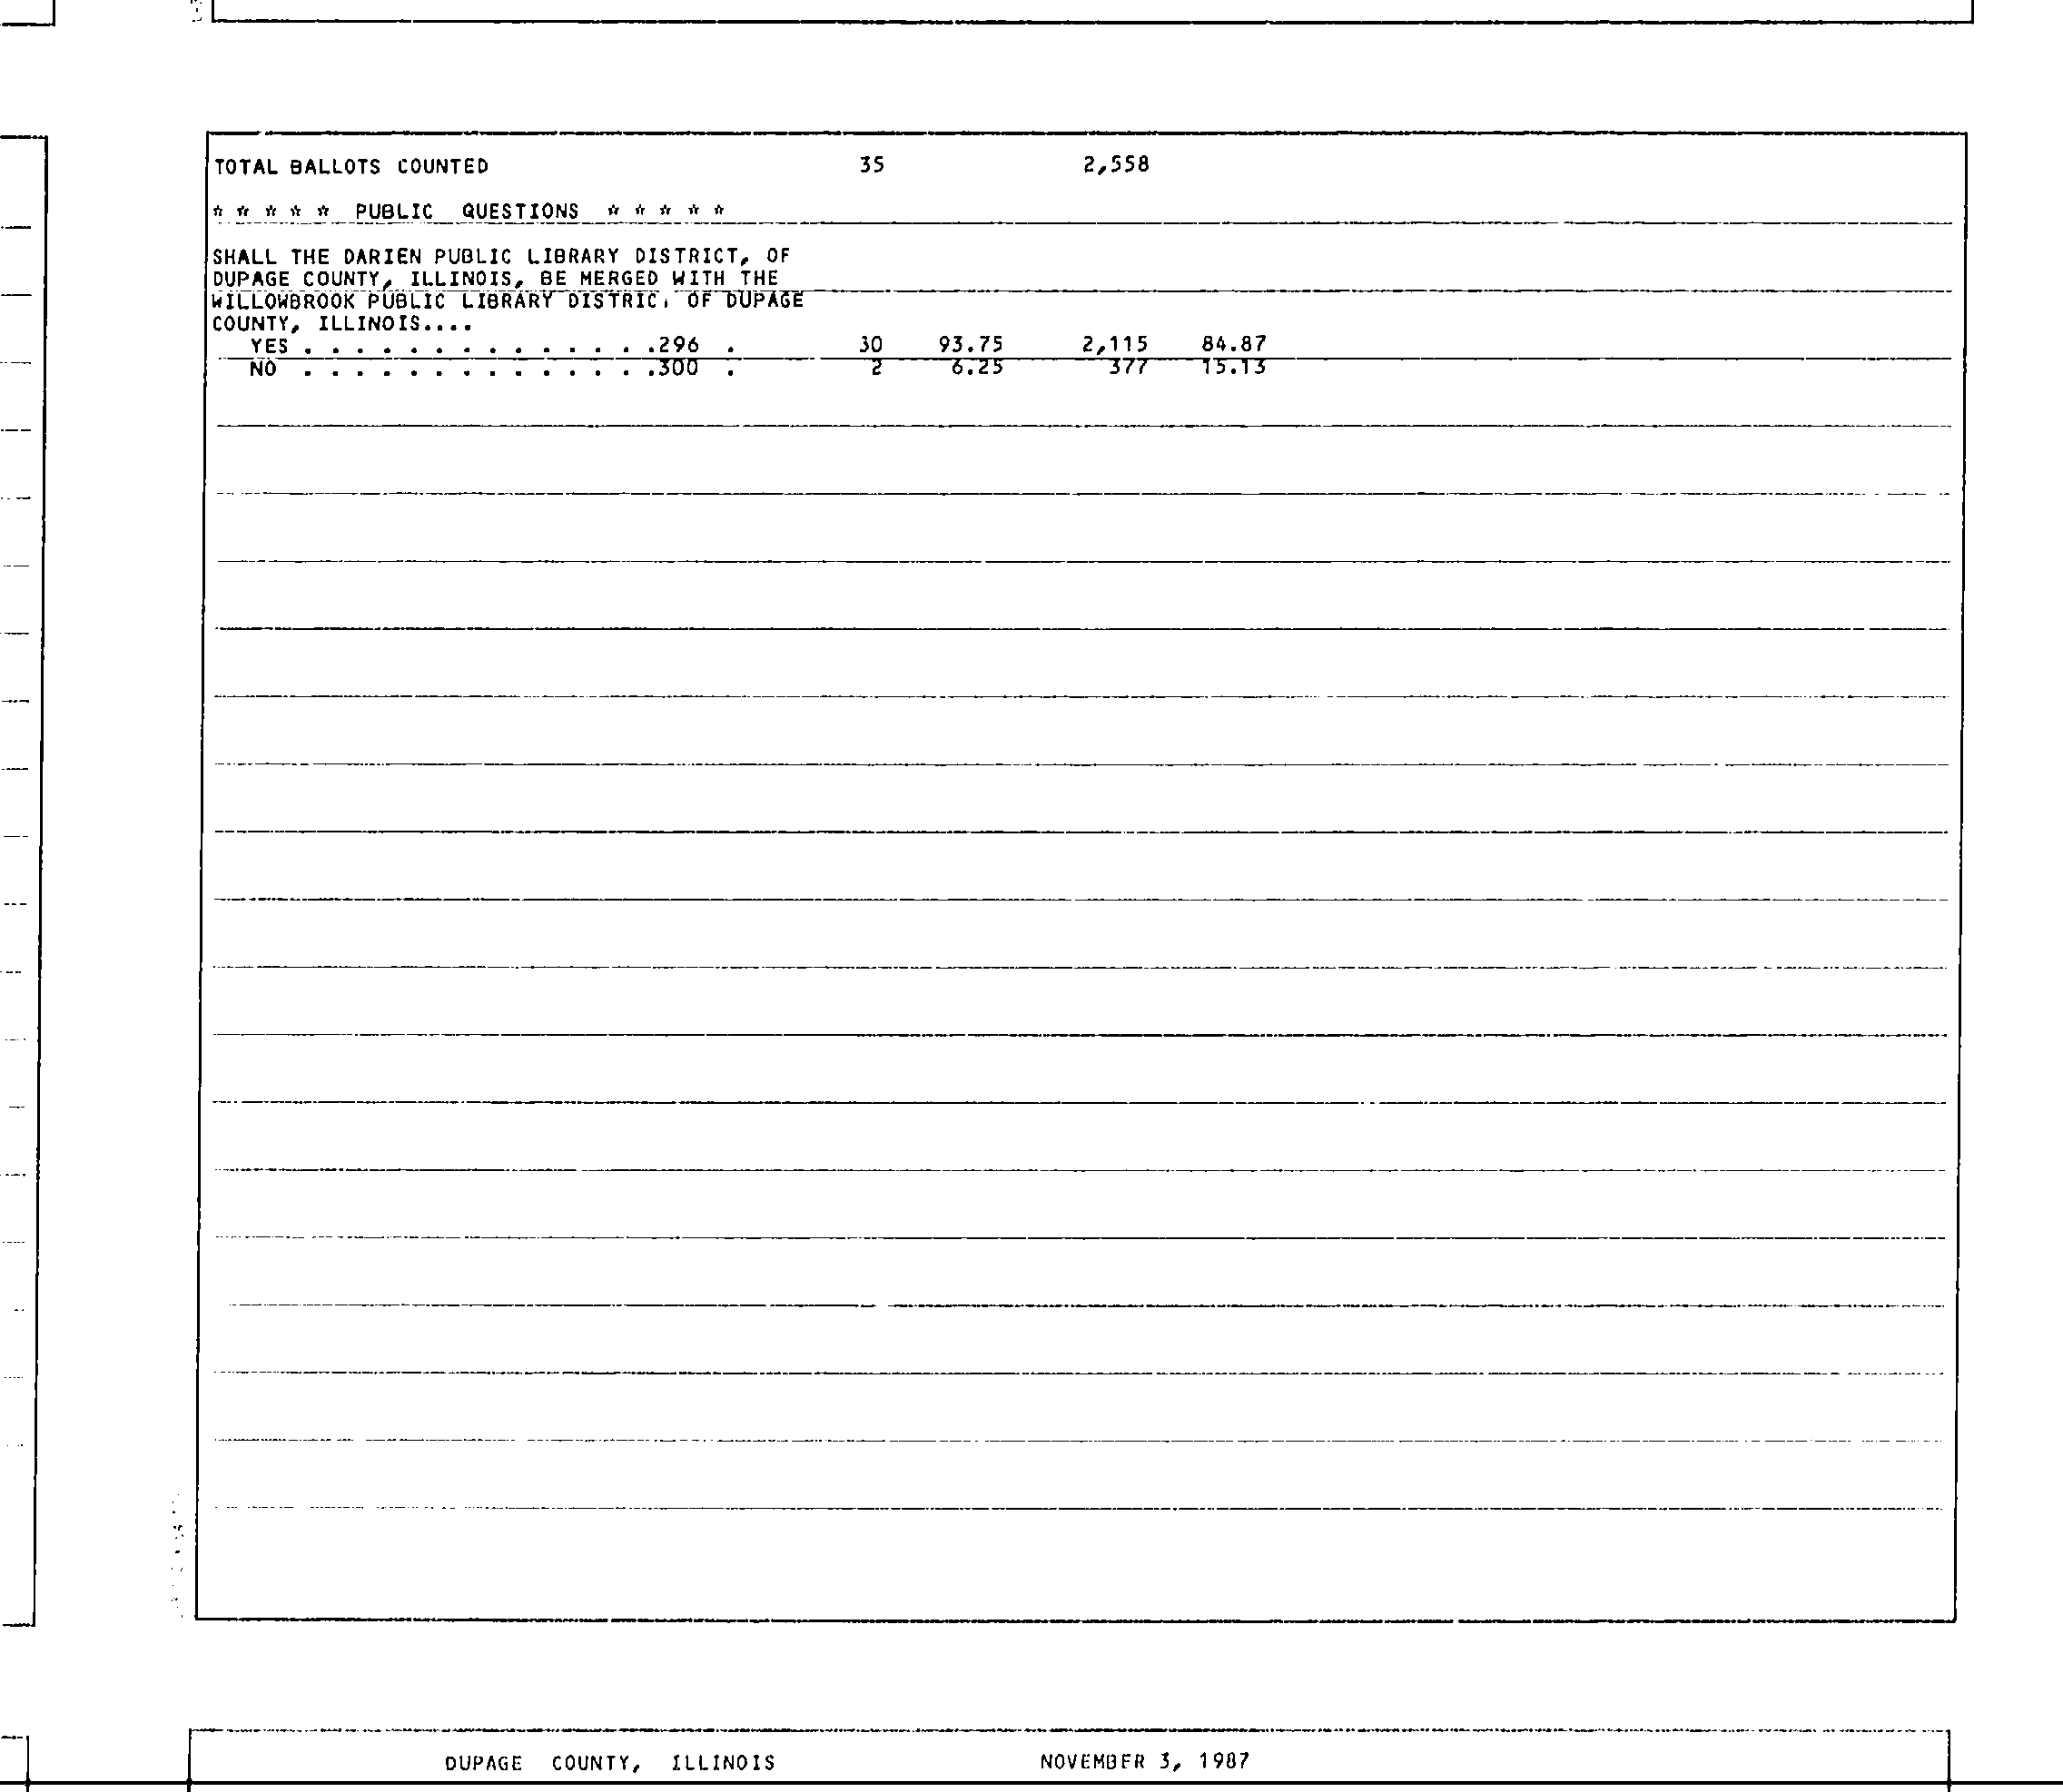 TOTAL BALLOTS COUNTED 35 2,558
* * * * * PUBLIC QUESTIONS * * * * *
SHALL THE DARIEN PUBLIC LIBRARY DISTRICT, OF
DUPAGE COUNTY, ILLINOIS, BE MERGED WITH THE
WILLOWBROOK PUBLIC LIBRARY DISTRIC, OF DUPAGE
COUNTY, ILLINOIS....
YES . . . . . . . . . . . . . .296 . 30 93.75 2,115 84.87
NO . . . . . . . . . . . . . .300 . 2 6.25 377 15.13
DUPAGE COUNTY, ILLINOIS NOVEMBER 3, 1987